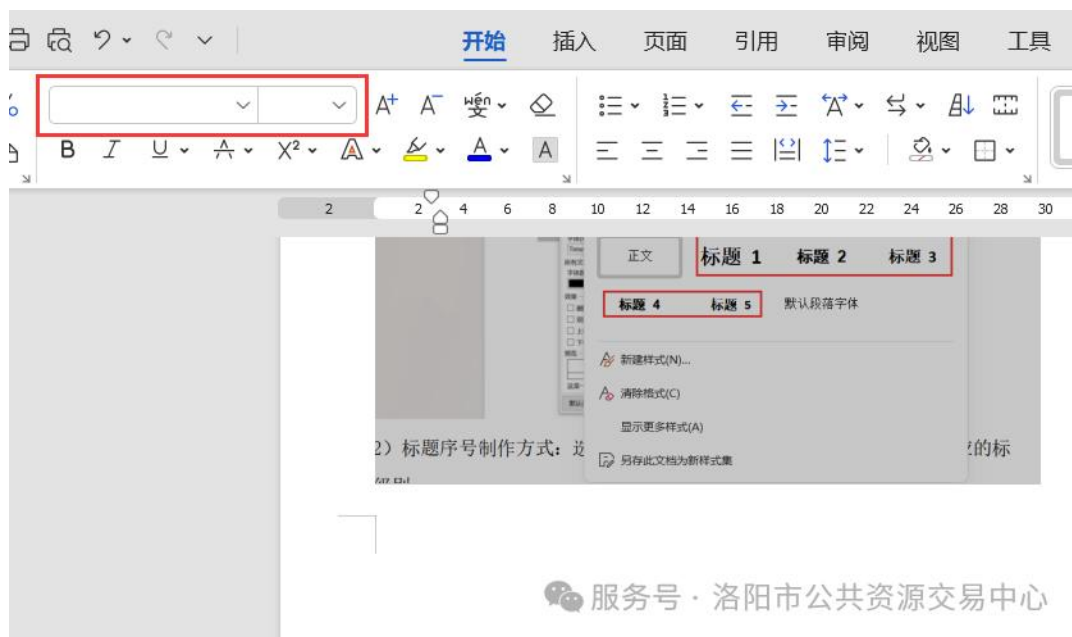 开始 插入 页面 引用 审阅 视图 工具
A+ A- wén 变
B I U A X² A A A
2 2 4 6 8 10 12 14 16 18 20 22 24 26 28 30
正文 标题 1 标题 2 标题 3
标题 4 标题 5 默认段落字体
新建样式(N)...
清除格式(C)
显示更多样式(A)
2）标题序号制作方式：
的标
另存此文档为新样式集
服务号 · 洛阳市公共资源交易中心